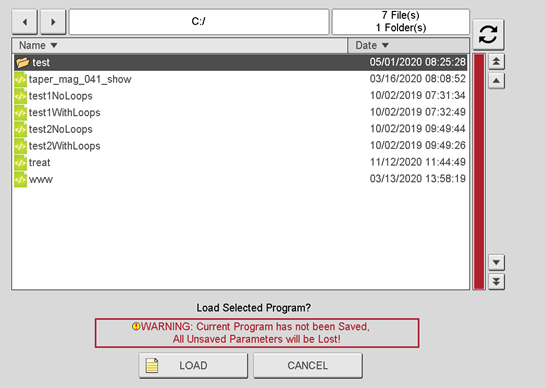 C:/
7 File(s)
1 Folder(s)
Name ▼ Date ▼
test 05/01/2020 08:25:28
taper_mag_041_show 03/16/2020 08:08:52
test1NoLoops 10/02/2019 07:31:34
test1WithLoops 10/02/2019 07:32:49
test2NoLoops 10/02/2019 09:49:44
test2WithLoops 10/02/2019 09:49:26
treat 11/12/2020 11:44:49
www 03/13/2020 13:58:19
Load Selected Program?
WARNING: Current Program has not been Saved,
All Unsaved Parameters will be Lost!
LOAD CANCEL